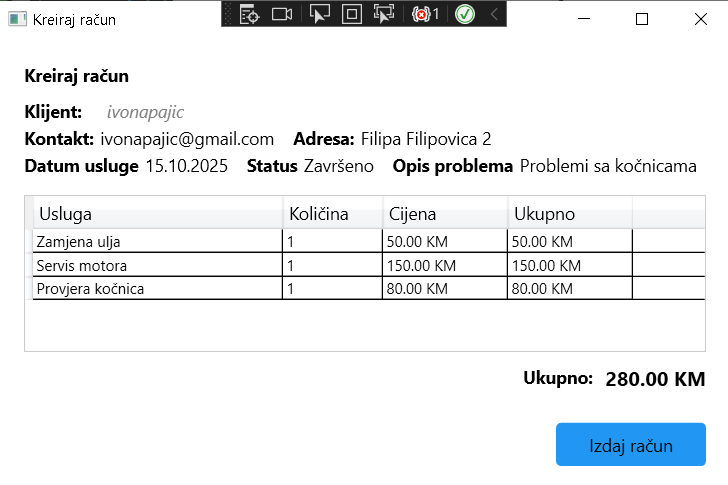 Kreiraj račun
1
Kreiraj račun
Klijent: ivonapajic
Kontakt: ivonapajic@gmail.com Adresa: Filipa Filipovica 2
Datum usluge 15.10.2025 Status Završeno Opis problema Problemi sa kočnicama
Usluga Količina Cijena Ukupno
Zamjena ulja 1 50.00 KM 50.00 KM
Servis motora 1 150.00 KM 150.00 KM
Provjera kočnica 1 80.00 KM 80.00 KM
Ukupno: 280.00 KM
Izdaj račun